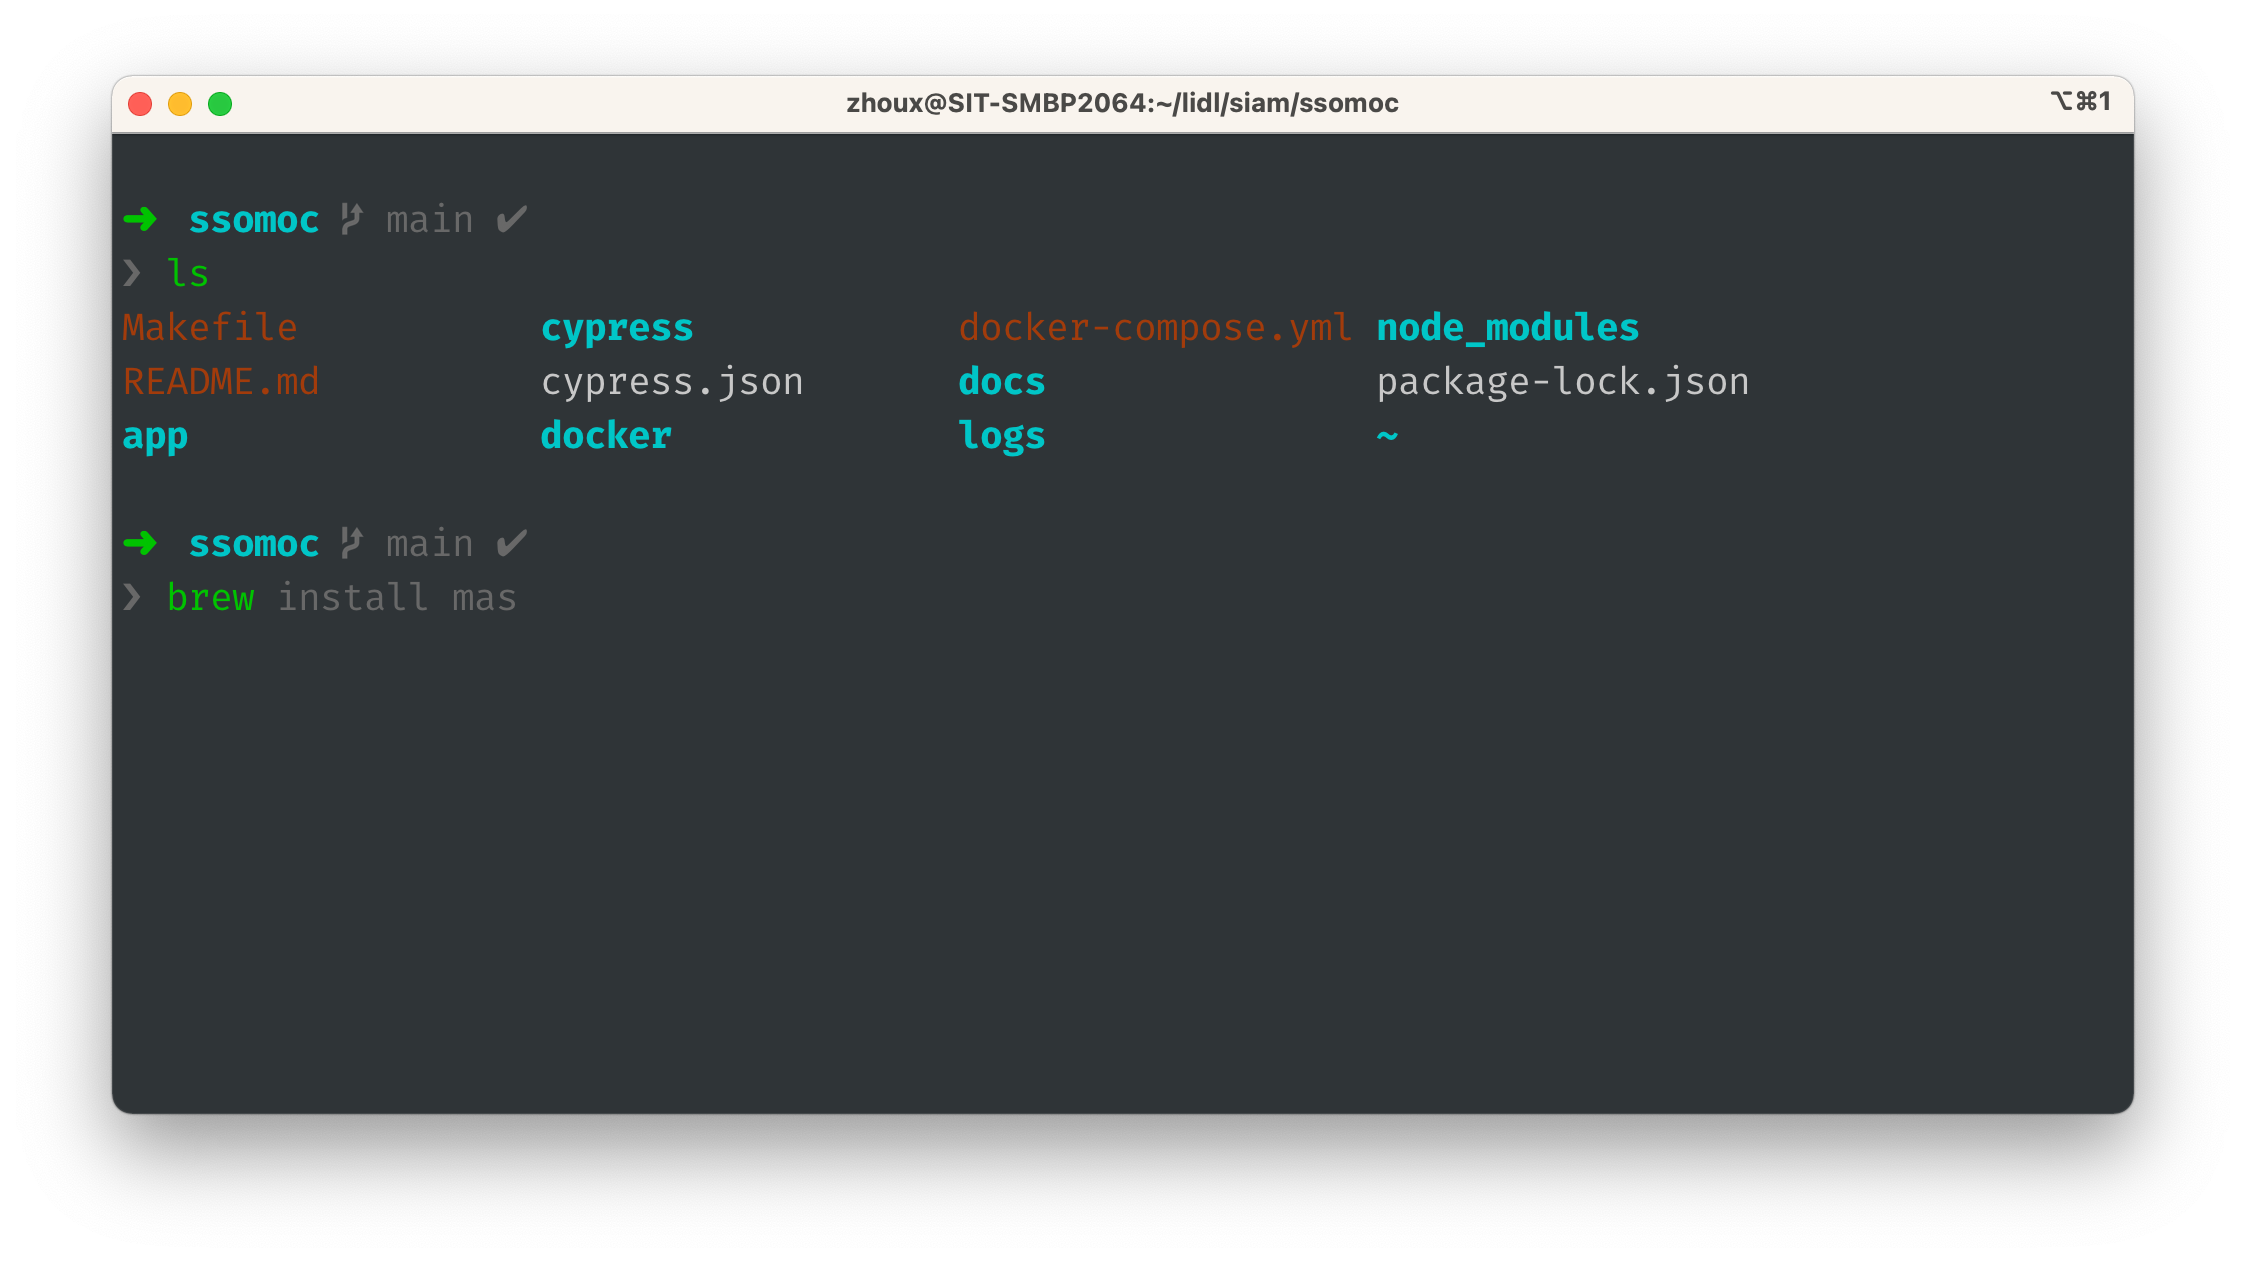 zhoux@SIT-SMBP2064:~/lidl/siam/ssomoc ⌥⌘1
➜ ssomoc main ✔
❯ ls
Makefile cypress docker-compose.yml node_modules
README.md cypress.json docs package-lock.json
app docker logs ~
➜ ssomoc main ✔
❯ brew install mas